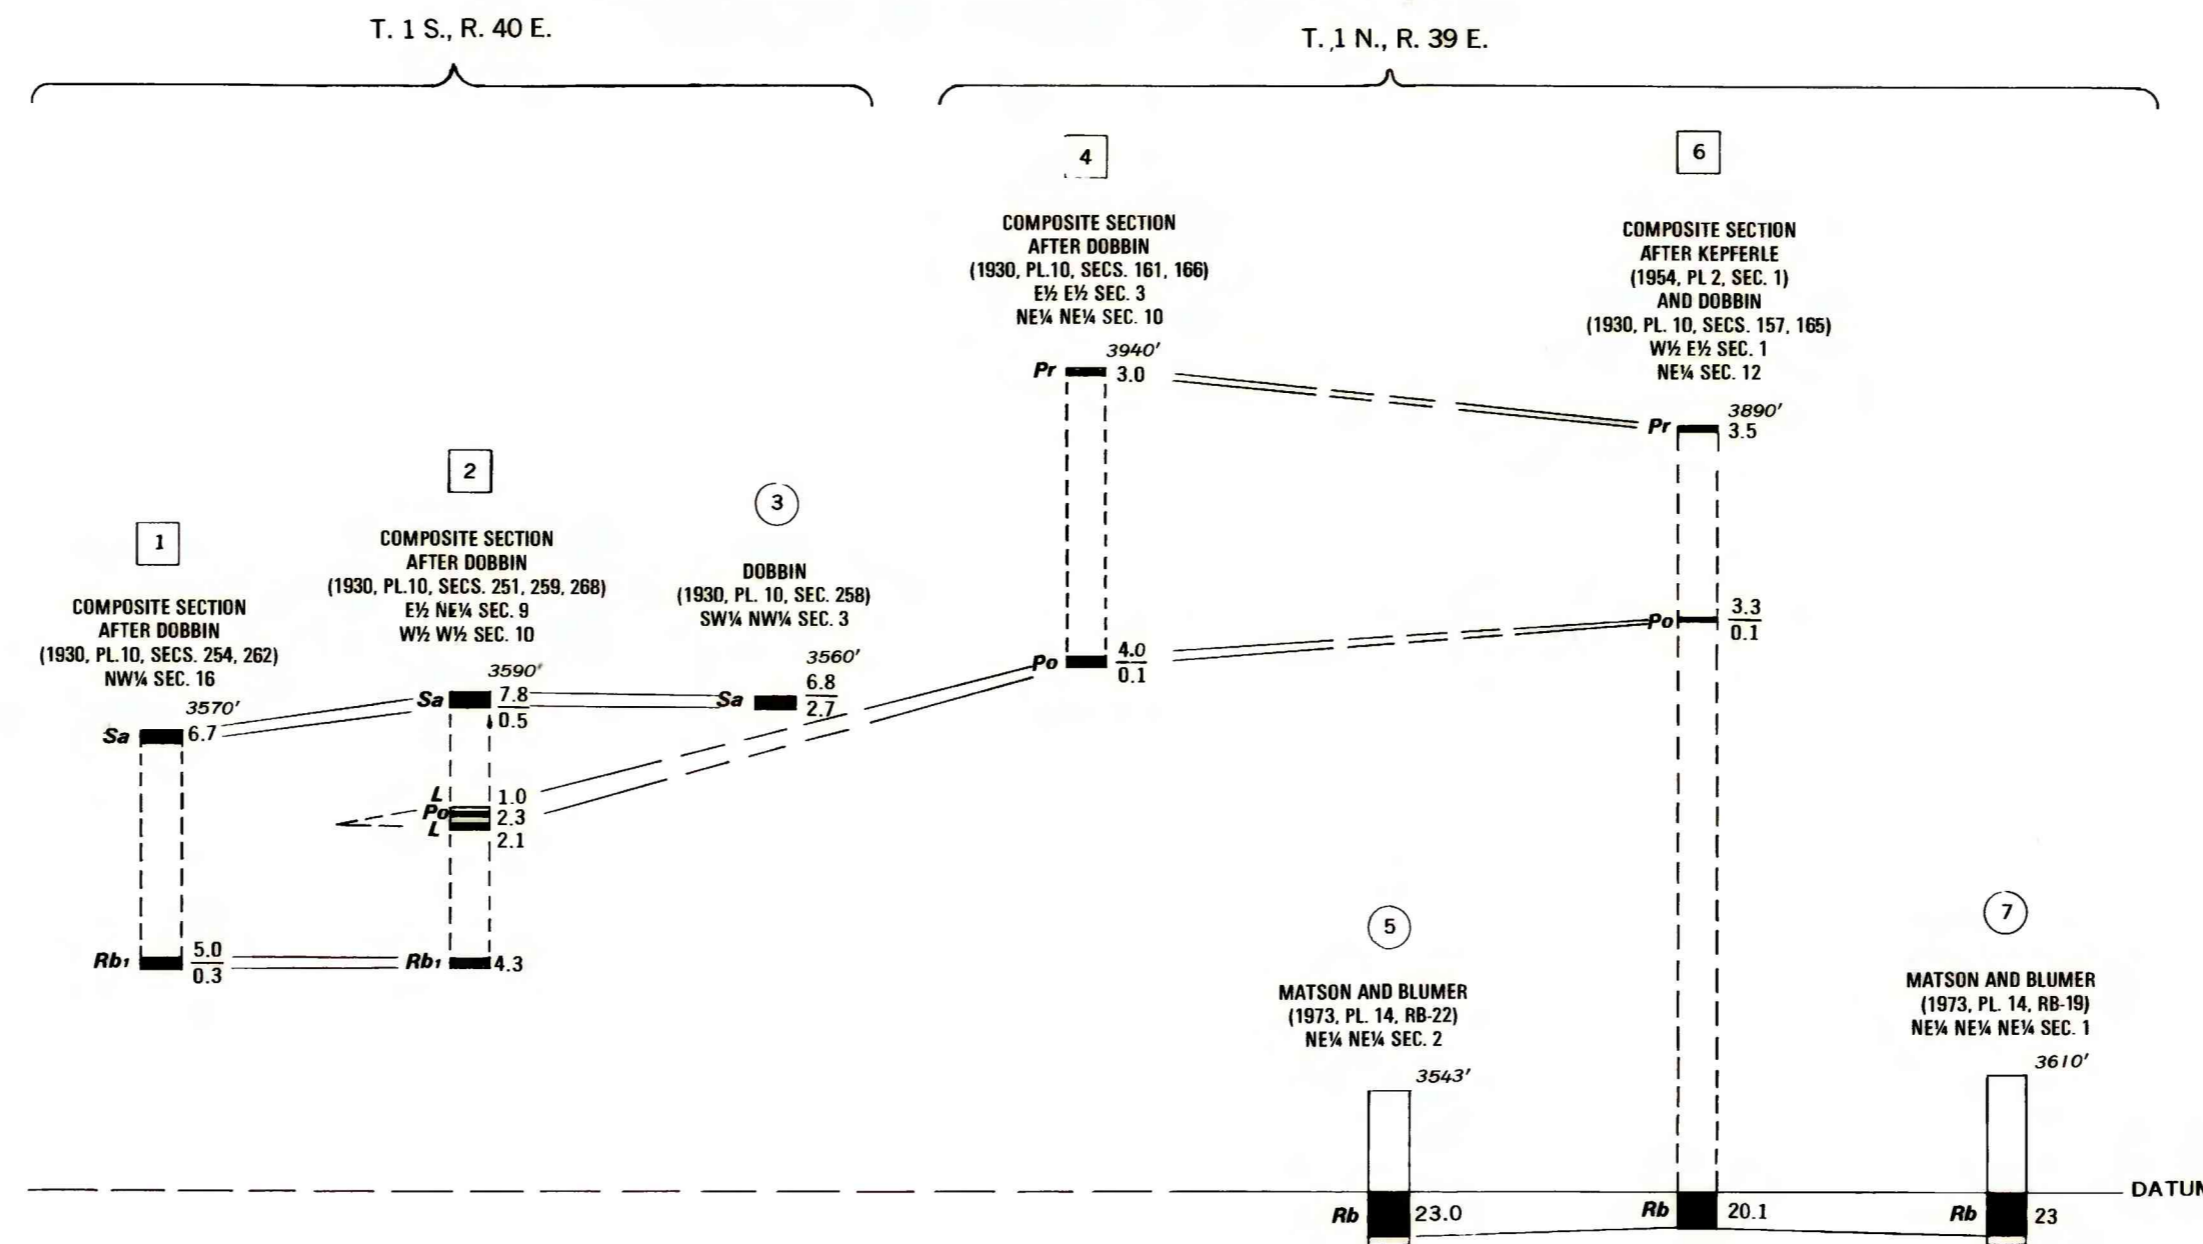 T. 1 S., R. 40 E.
T. 1 N., R. 39 E.
1
COMPOSITE SECTION
AFTER DOBBIN
(1930, PL.10, SECS. 254, 262)
NW¼ SEC. 16
3570'
Sa 6.7
Rb₁ 5.0
0.3
2
COMPOSITE SECTION
AFTER DOBBIN
(1930, PL.10, SECS. 251, 259, 268)
E½ NE¼ SEC. 9
W½ W½ SEC. 10
3590'
Sa 7.8
0.5
L 1.0
Po 2.3
L 2.1
Rb₁ 4.3
3
DOBBIN
(1930, PL. 10, SEC. 258)
SW¼ NW¼ SEC. 3
3560'
Sa 6.8
2.7
4
COMPOSITE SECTION
AFTER DOBBIN
(1930, PL.10, SECS. 161, 166)
E½ E½ SEC. 3
NE¼ NE¼ SEC. 10
3940'
Pr 3.0
Po 4.0
0.1
5
MATSON AND BLUMER
(1973, PL. 14, RB-22)
NE¼ NE¼ SEC. 2
3543'
Rb 23.0
6
COMPOSITE SECTION
AFTER KEPFERLE
(1954, PL 2, SEC. 1)
AND DOBBIN
(1930, PL. 10, SECS. 157, 165)
W½ E½ SEC. 1
NE¼ SEC. 12
3890'
Pr 3.5
Po 3.3
0.1
Rb 20.1
7
MATSON AND BLUMER
(1973, PL. 14, RB-19)
NE¼ NE¼ NE¼ SEC. 1
3610'
Rb 23
DATUM